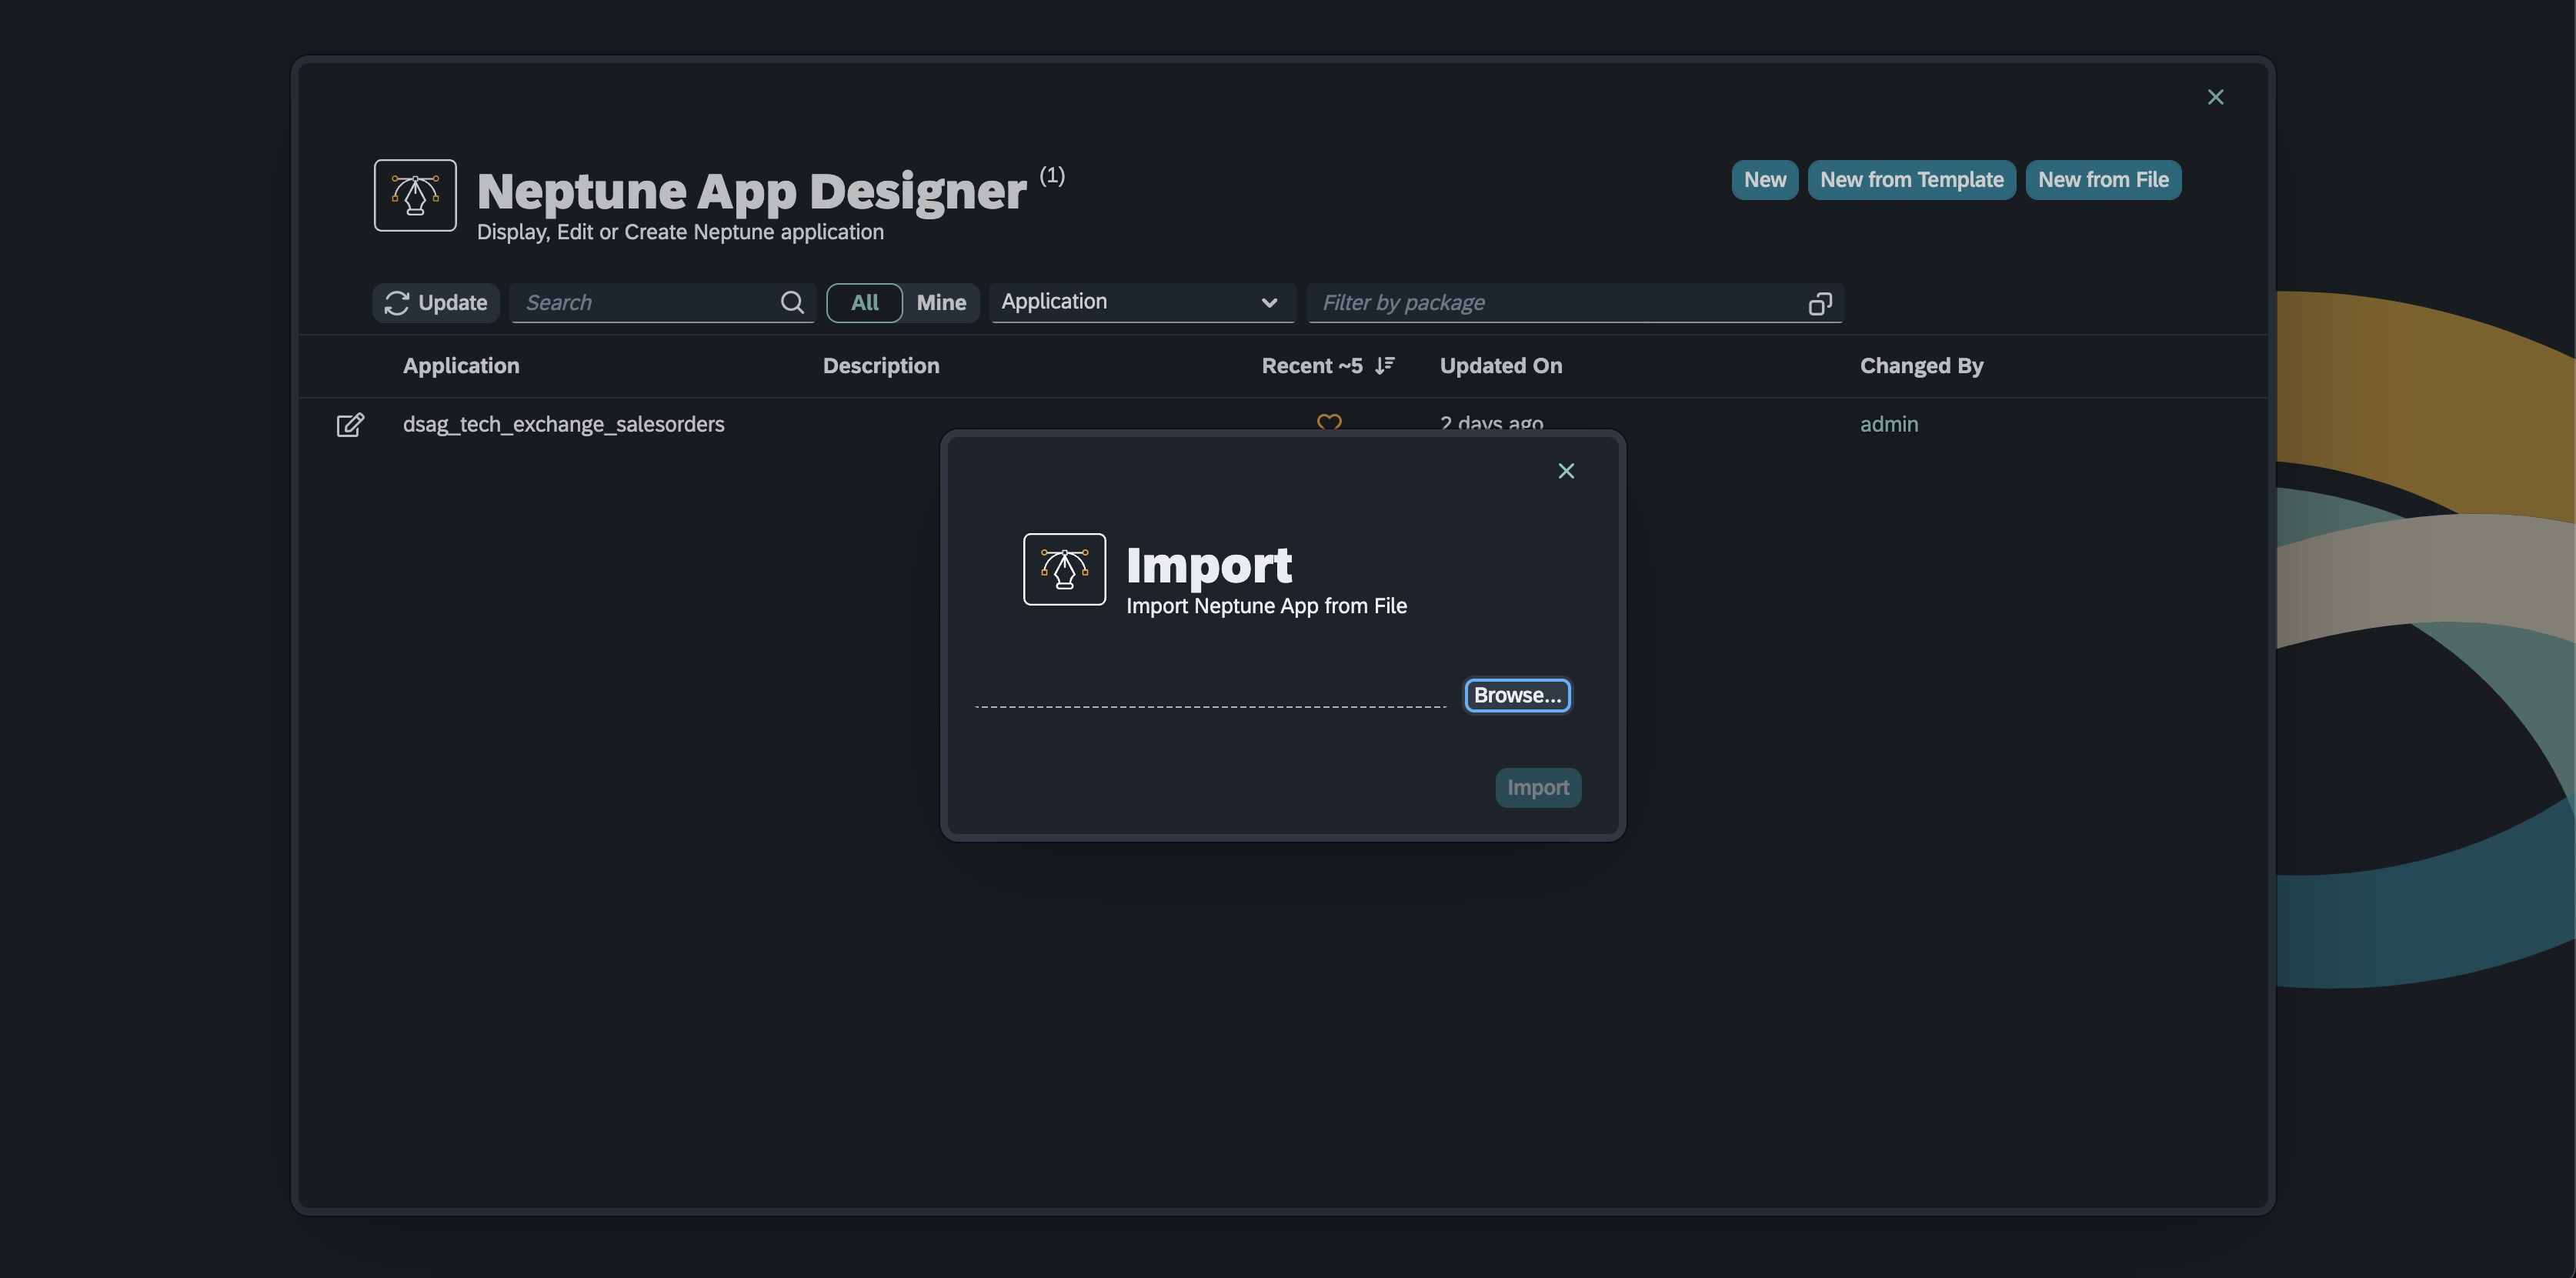 Neptune App Designer (1)
Display, Edit or Create Neptune application
New
New from Template
New from File
Update
Search
All
Mine
Application
Filter by package
Application
Description
Recent ~5
Updated On
Changed By
dsag_tech_exchange_salesorders
2 days ago
admin
Import
Import Neptune App from File
Browse...
Import